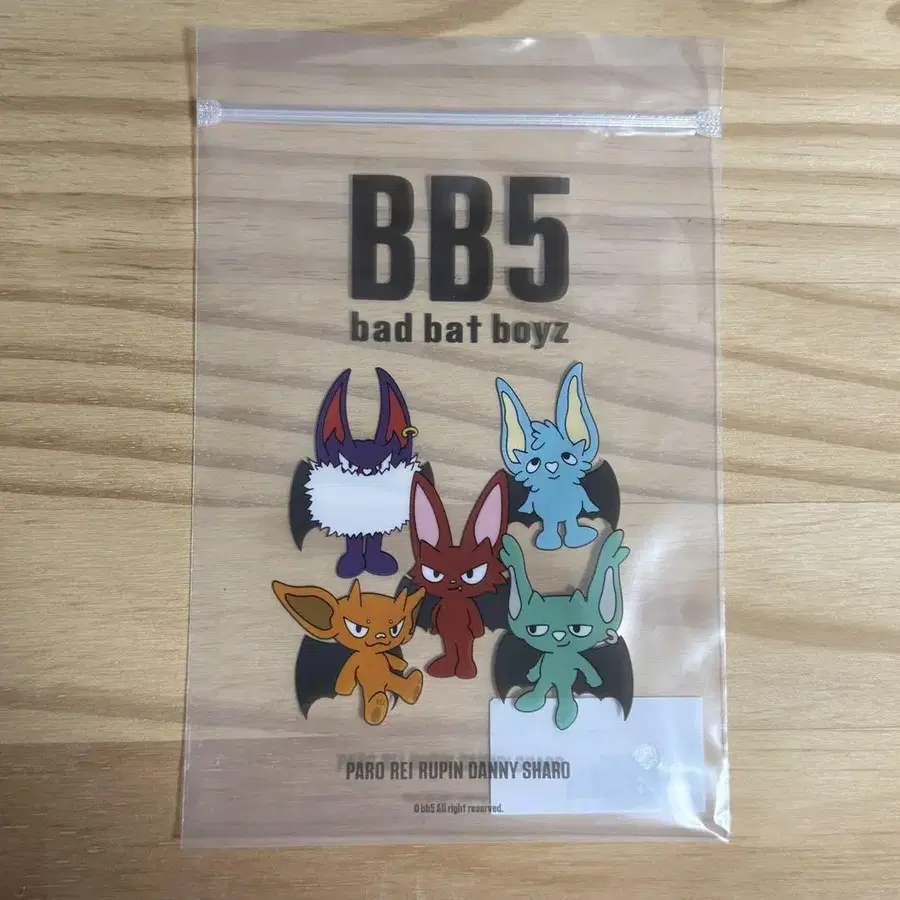 BB5
bad bat boyz
PARO REI RUPIN DANNY SHARO
© bb5 All right reserved.